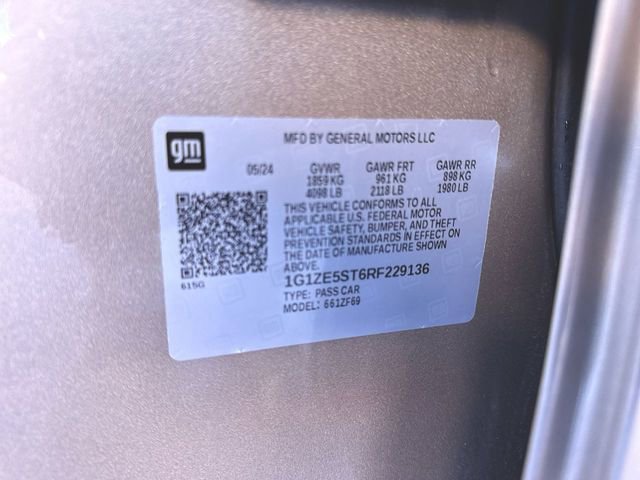 gm
MFD BY GENERAL MOTORS LLC
05/24 GVWR GAWR FRT GAWR RR
1859 KG 961 KG 898 KG
4098 LB 2118 LB 1980 LB
THIS VEHICLE CONFORMS TO ALL
APPLICABLE U.S. FEDERAL MOTOR
VEHICLE SAFETY, BUMPER, AND THEFT
PREVENTION STANDARDS IN EFFECT ON
THE DATE OF MANUFACTURE SHOWN
ABOVE.
615G
1G1ZE5ST6RF229136
TYPE: PASS CAR
MODEL: 661ZF69